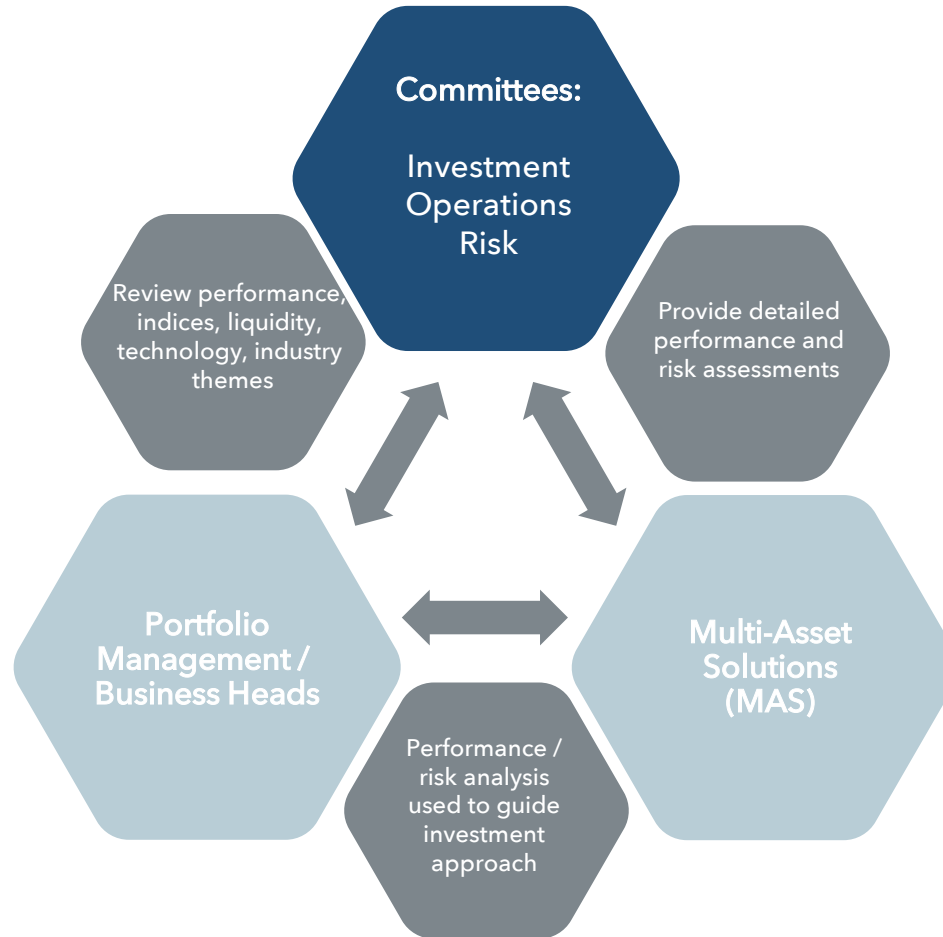 Committees:
Investment
Operations
Risk
Review performance,
indices, liquidity,
technology, industry
themes
Provide detailed
performance and
risk assessments
Portfolio
Management /
Business Heads
Multi-Asset
Solutions
(MAS)
Performance /
risk analysis
used to guide
investment
approach